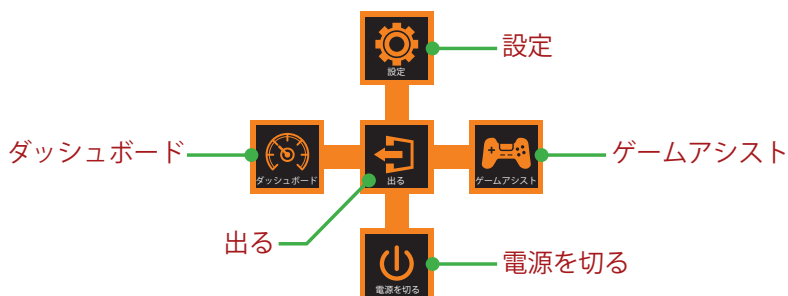 設定
設定
ダッシュボード
ダッシュボード
出る
ゲームアシスト
ゲームアシスト
出る
電源を切る
電源を切る